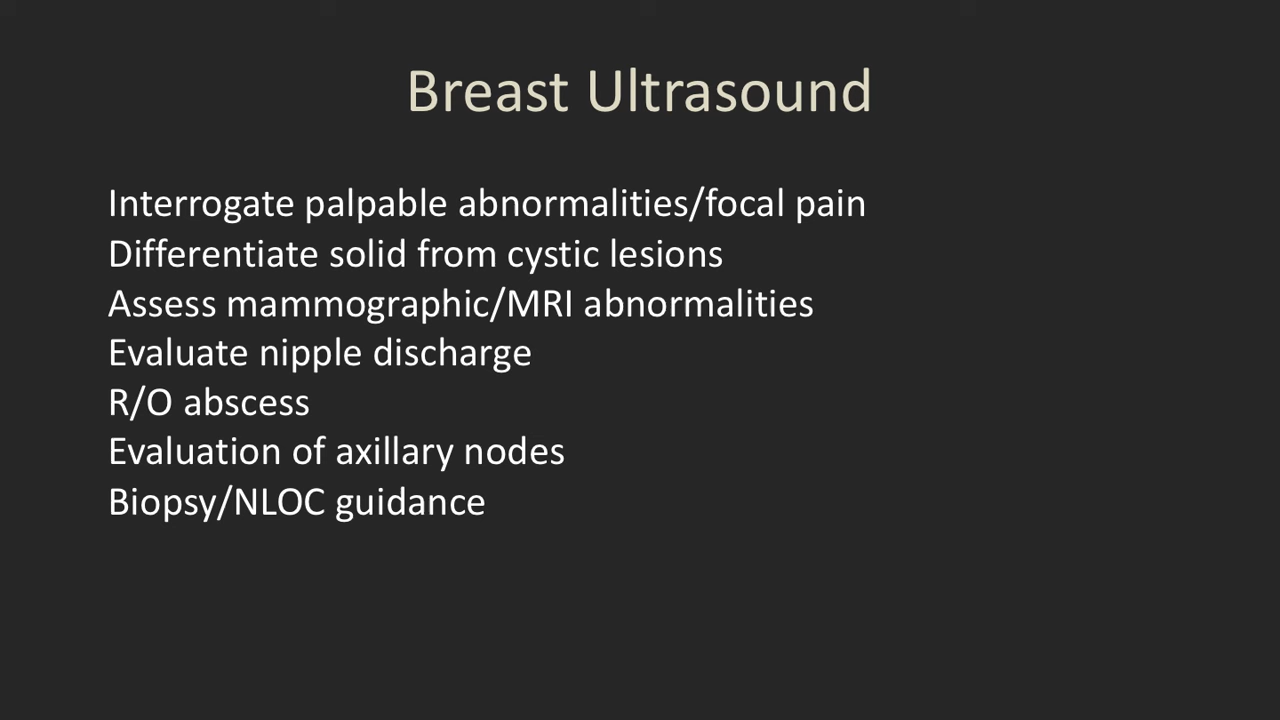 Breast Ultrasound
Interrogate palpable abnormalities/focal pain
Differentiate solid from cystic lesions
Assess mammographic/MRI abnormalities
Evaluate nipple discharge
R/O abscess
Evaluation of axillary nodes
Biopsy/NLOC guidance